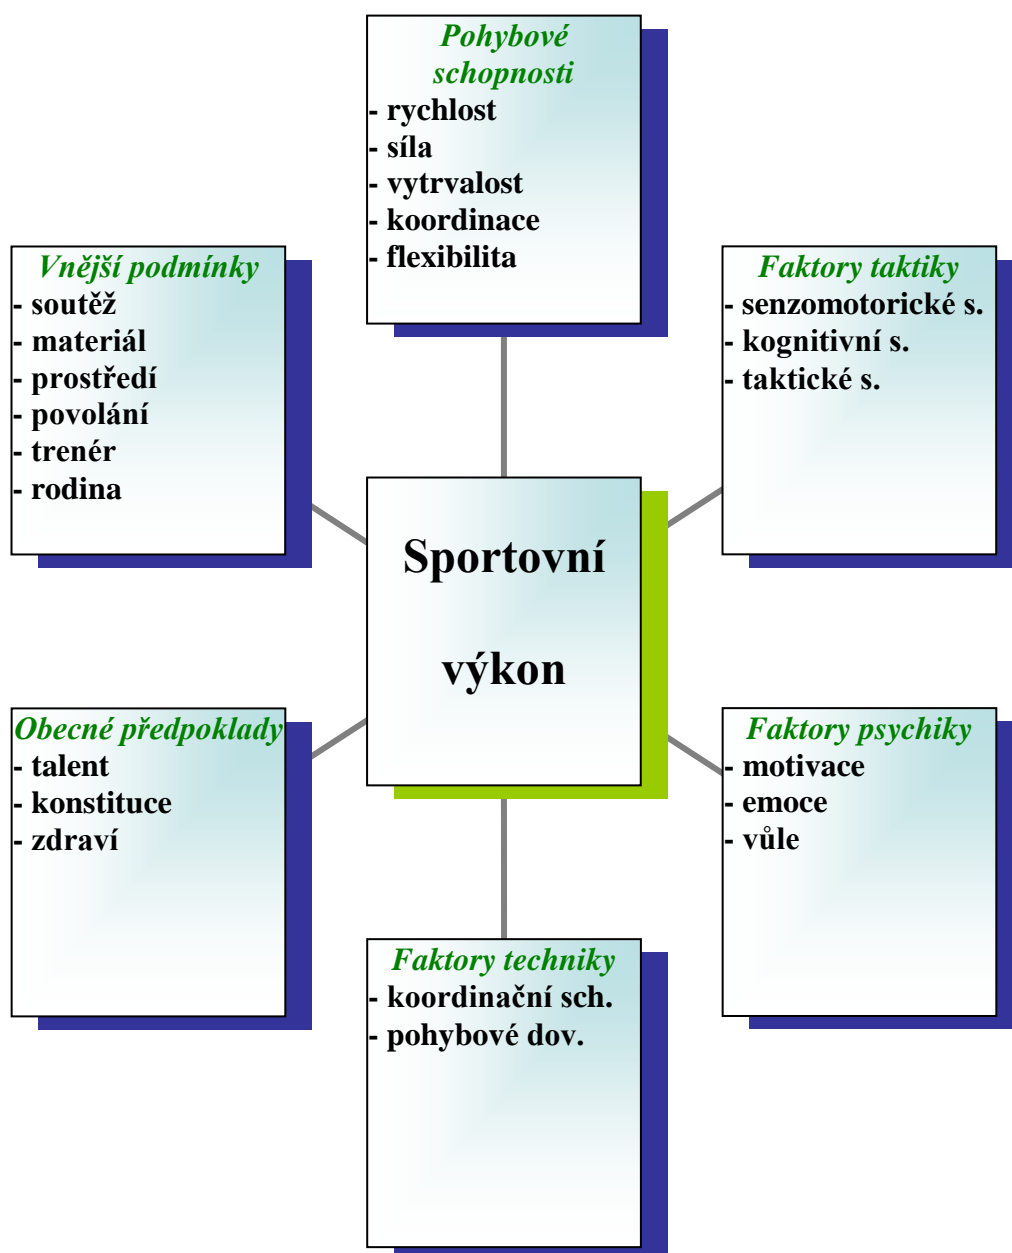 Pohybové
schopnosti
- rychlost
- síla
- vytrvalost
- koordinace
- flexibilita
Vnější podmínky
- soutěž
- materiál
- prostředí
- povolání
- trenér
- rodina
Faktory taktiky
- senzomotorické s.
- kognitivní s.
- taktické s.
Sportovní
výkon
Obecné předpoklady
- talent
- konstituce
- zdraví
Faktory psychiky
- motivace
- emoce
- vůle
Faktory techniky
- koordinační sch.
- pohybové dov.